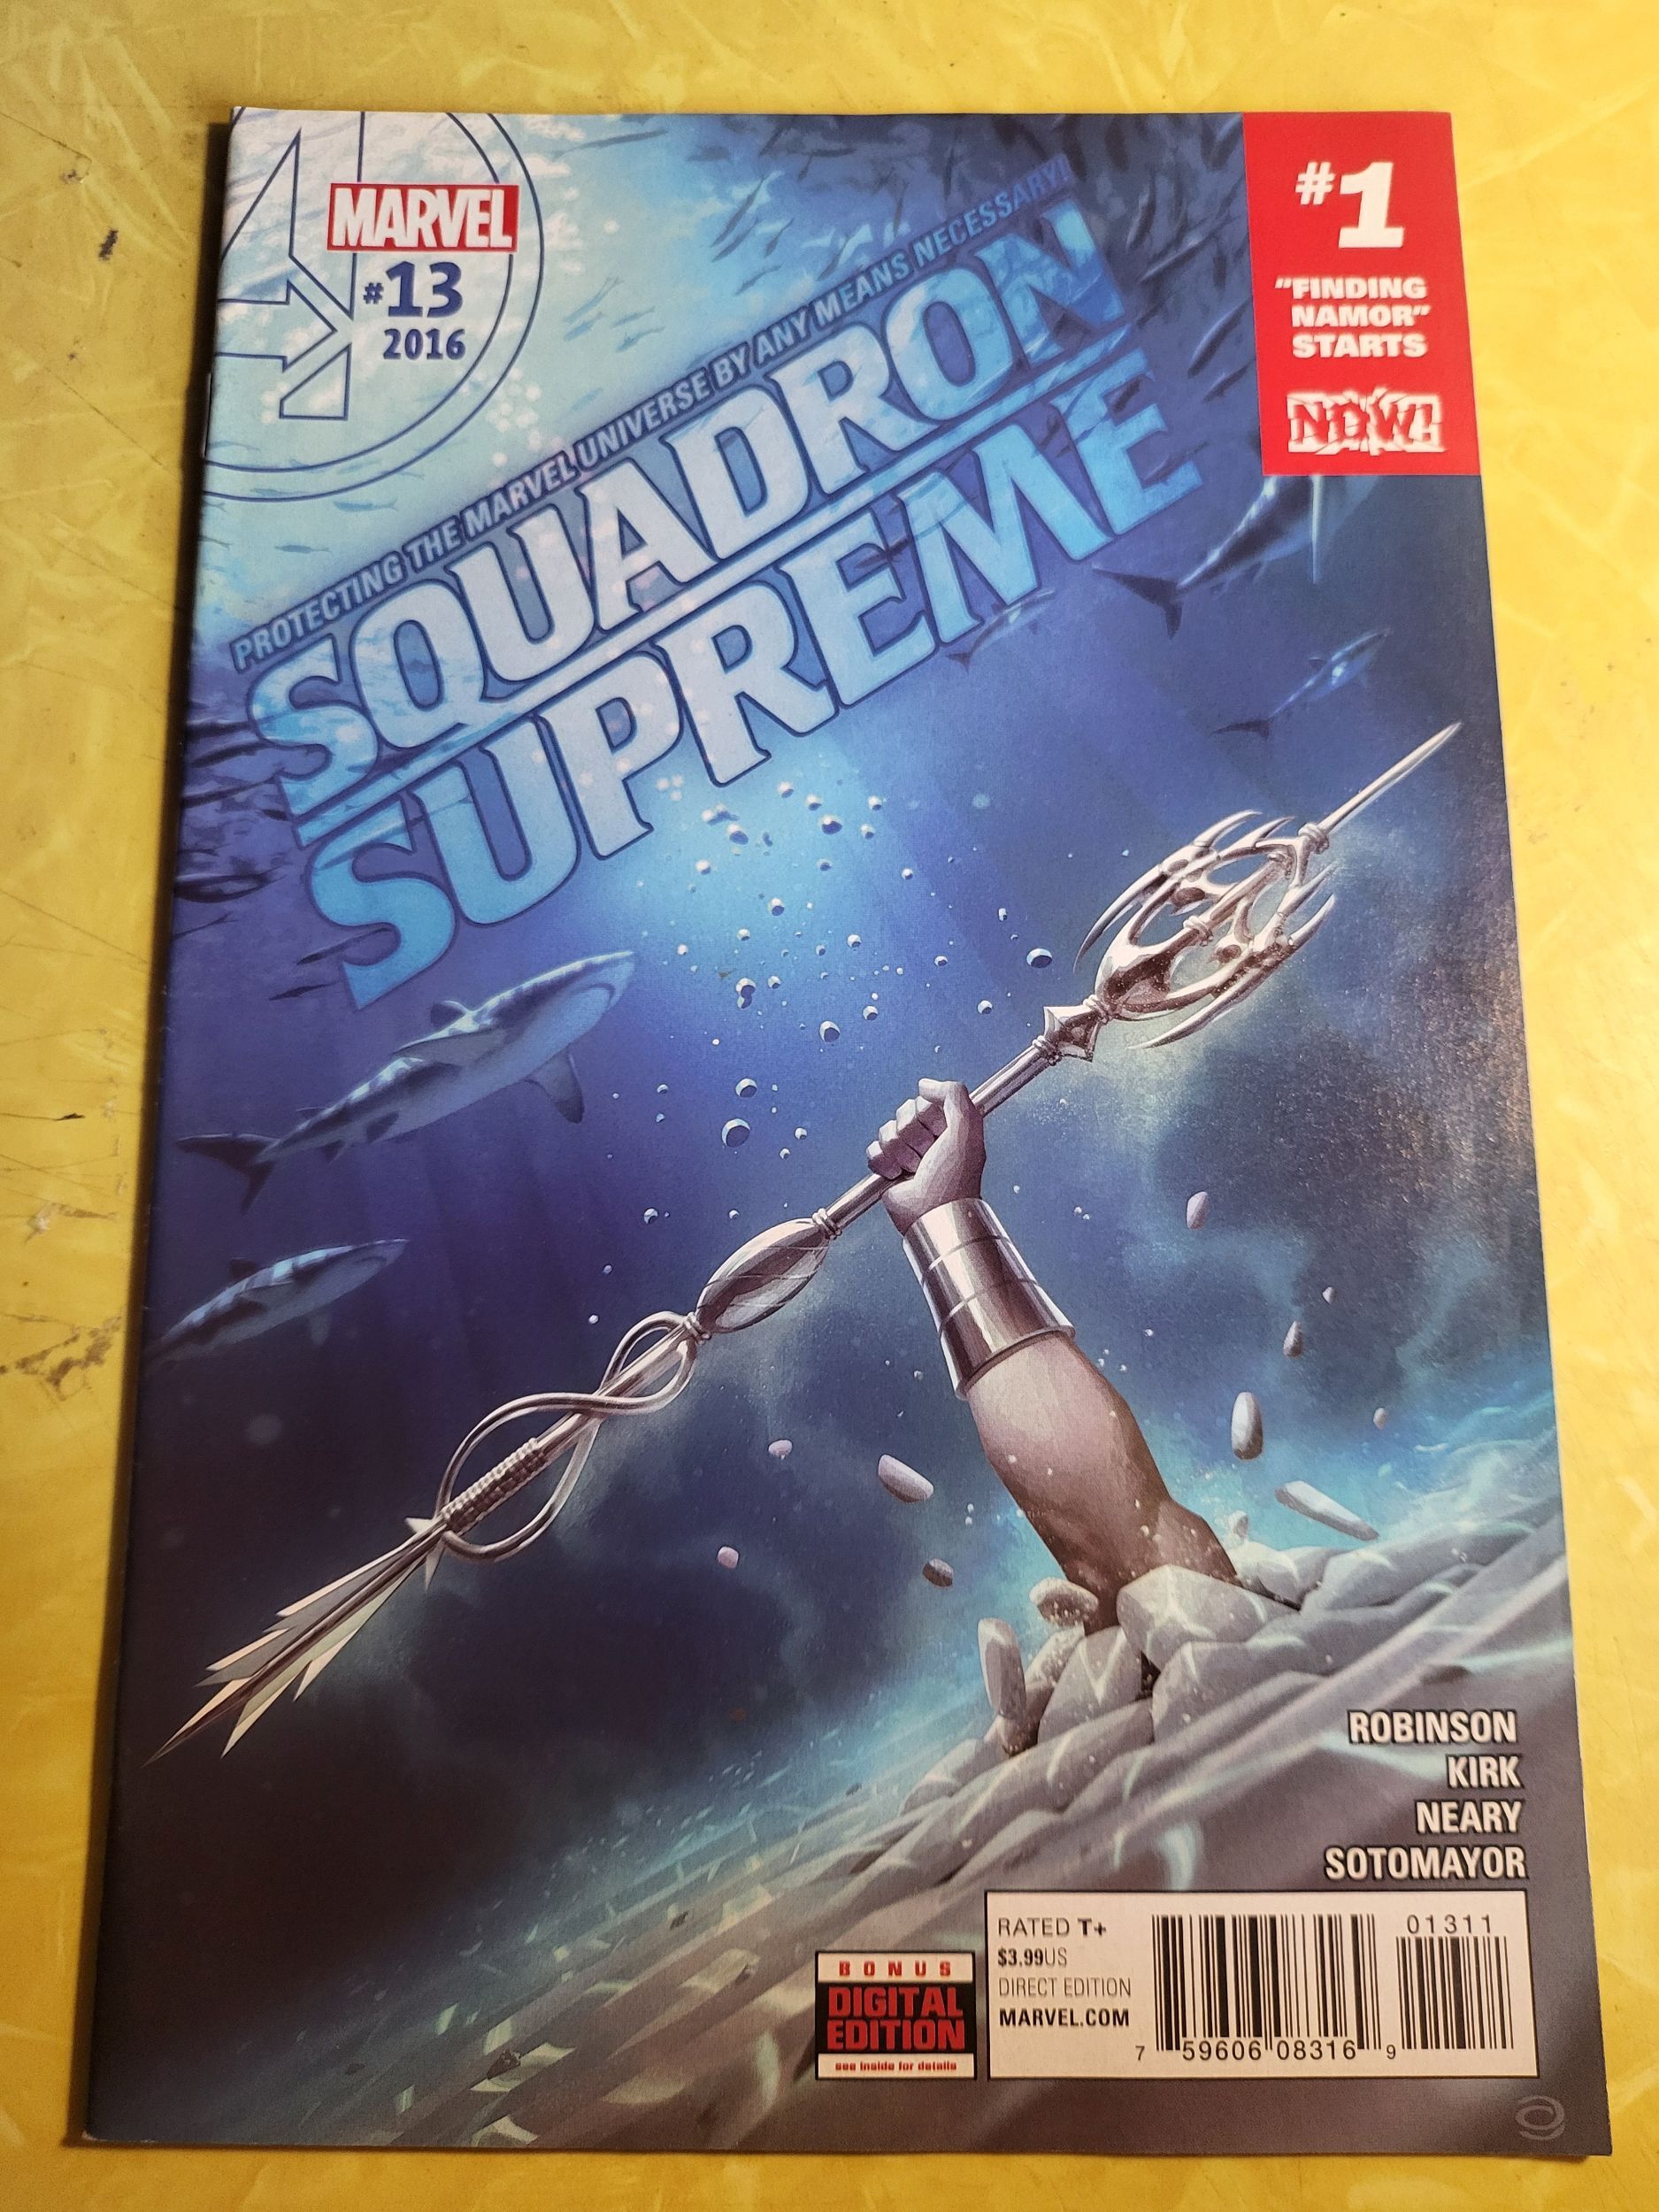 MARVEL
#13
2016
#1
"FINDING
NAMOR"
STARTS
NOW!
PROTECTING THE MARVEL UNIVERSE BY ANY MEANS NECESSARY!
SQUADRON
SUPREME
ROBINSON
KIRK
NEARY
SOTOMAYOR
BONUS
DIGITAL
EDITION
see inside for details
RATED T+
$3.99US
DIRECT EDITION
MARVEL.COM
01311
7 59606 08316 9